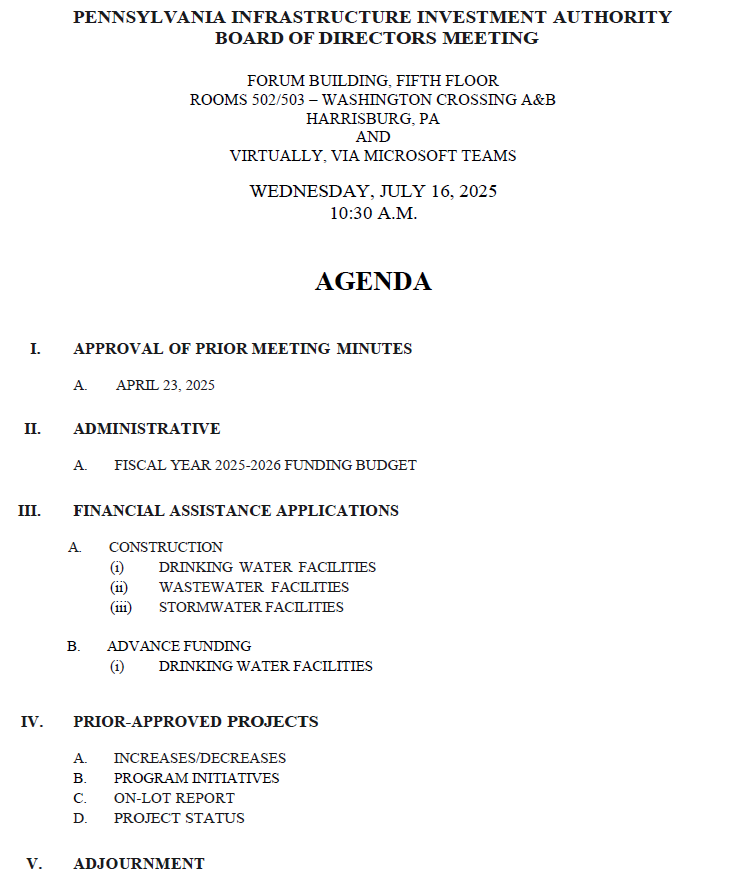 PENNSYLVANIA INFRASTRUCTURE INVESTMENT AUTHORITY
BOARD OF DIRECTORS MEETING
FORUM BUILDING, FIFTH FLOOR
ROOMS 502/503 – WASHINGTON CROSSING A&B
HARRISBURG, PA
AND
VIRTUALLY, VIA MICROSOFT TEAMS
WEDNESDAY, JULY 16, 2025
10:30 A.M.
AGENDA
I. APPROVAL OF PRIOR MEETING MINUTES
A. APRIL 23, 2025
II. ADMINISTRATIVE
A. FISCAL YEAR 2025-2026 FUNDING BUDGET
III. FINANCIAL ASSISTANCE APPLICATIONS
A. CONSTRUCTION
(i) DRINKING WATER FACILITIES
(ii) WASTEWATER FACILITIES
(iii) STORMWATER FACILITIES
B. ADVANCE FUNDING
(i) DRINKING WATER FACILITIES
IV. PRIOR-APPROVED PROJECTS
A. INCREASES/DECREASES
B. PROGRAM INITIATIVES
C. ON-LOT REPORT
D. PROJECT STATUS
V. ADJOURNMENT